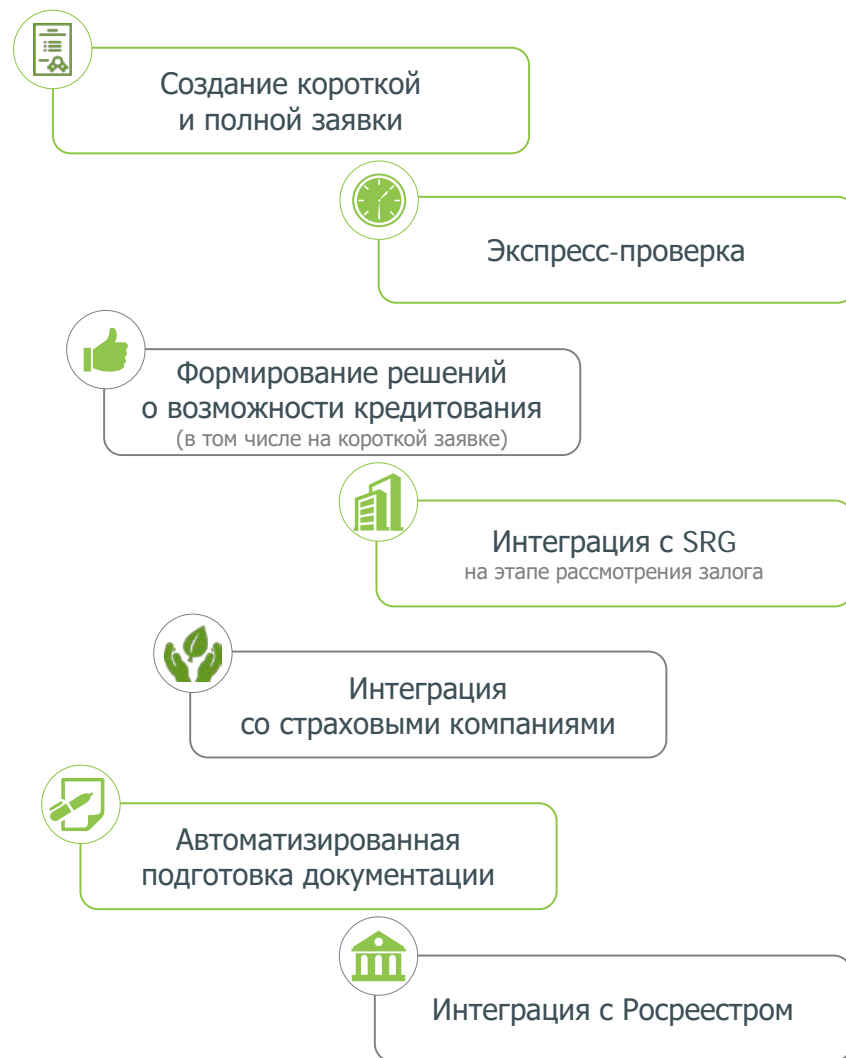 Создание короткой
и полной заявки
Экспресс-проверка
Формирование решений
о возможности кредитования
(в том числе на короткой заявке)
Интеграция с SRG
на этапе рассмотрения залога
Интеграция
со страховыми компаниями
Автоматизированная
подготовка документации
Интеграция с Росреестром